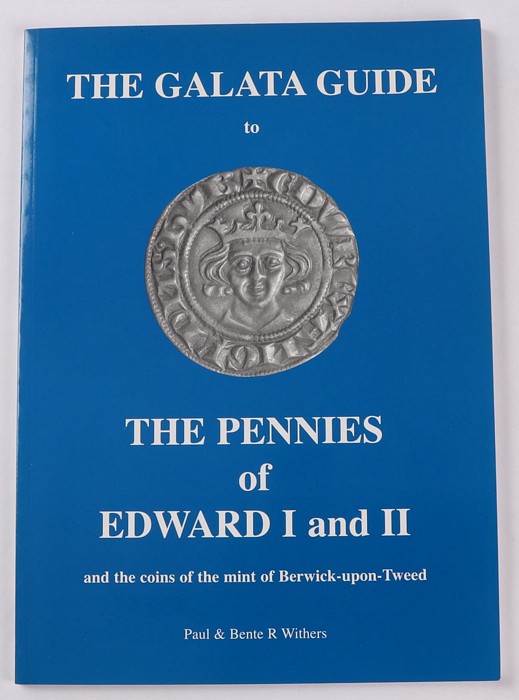 THE GALATA GUIDE
to
THE PENNIES
of
EDWARD I and II
and the coins of the mint of Berwick-upon-Tweed
Paul & Bente R Withers